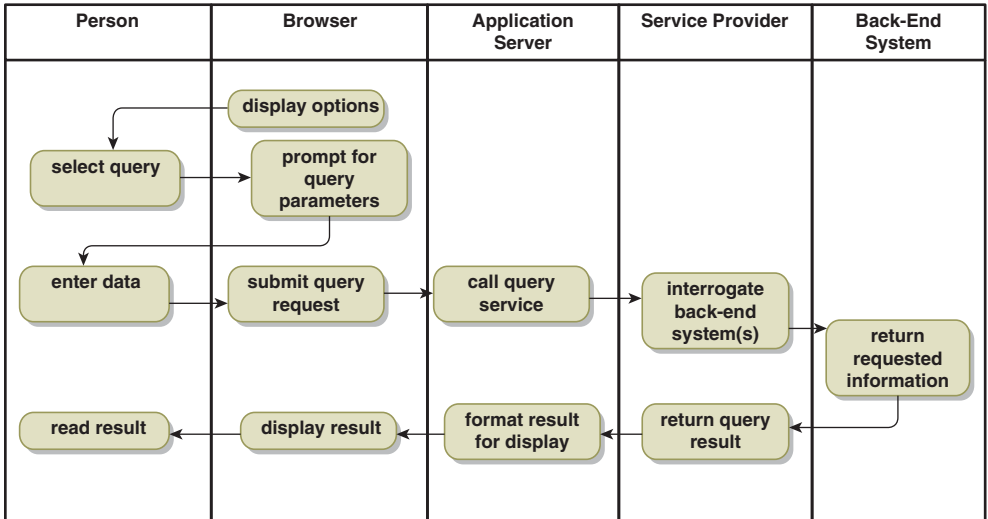 Person
Browser
Application
Server
Service Provider
Back-End
System
display options
select query
prompt for
query
parameters
enter data
submit query
request
call query
service
interrogate
back-end
system(s)
return
requested
information
read result
display result
format result
for display
return query
result